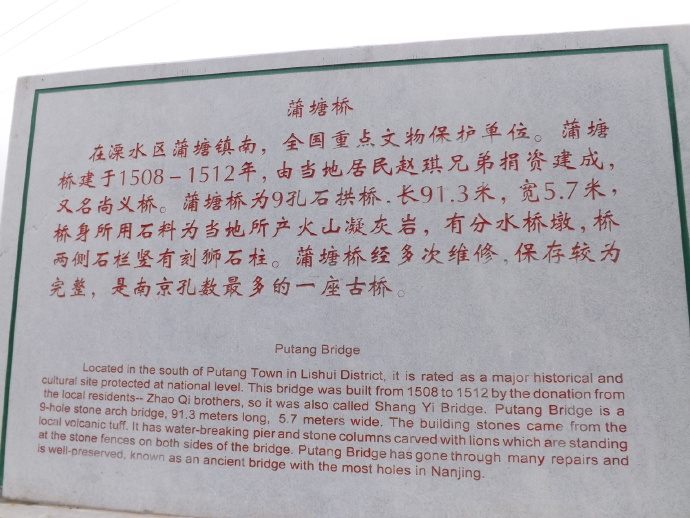 蒲塘桥
在溧水区蒲塘镇南，全国重点文物保护单位。蒲塘
桥建于1508－1512年，由当地居民赵琪兄弟捐资建成，
又名尚义桥。蒲塘桥为9孔石拱桥.长91.3米，宽5.7米，
桥身所用石料为当地所产火山凝灰岩，有分水桥墩，桥
两侧石栏竖有刻狮石柱。蒲塘桥经多次维修.保存较为
完整，是南京孔数最多的一座古桥。
Putang Bridge
Located in the south of Putang Town in Lishui District, it is rated as a major historical and
cultural site protected at national level. This bridge was built from 1508 to 1512 by the donation from
the local residents-- Zhao Qi brothers, so it was also called Shang Yi Bridge. Putang Bridge is a
9-hole stone arch bridge, 91.3 meters long, 5.7 meters wide. The building stones came from the
local volcanic tuff. It has water-breaking pier and stone columns carved with lions which are standing
at the stone fences on both sides of the bridge. Putang Bridge has gone through many repairs and
is well-preserved, known as an ancient bridge with the most holes in Nanjing.